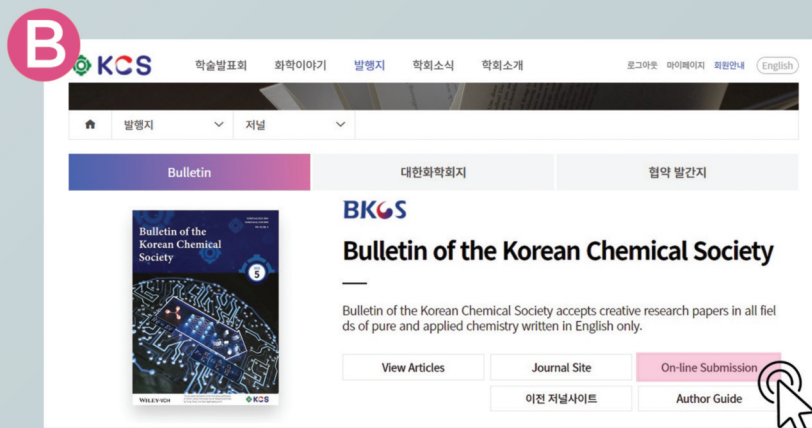 B
KCS
학술발표회 화학이야기 발행지 학회소식 학회소개 로그아웃 마이페이지 회원안내 English
발행지 저널
Bulletin 대한화학회지 협약 발간지
Bulletin of the
Korean Chemical
Society
5
WILEY-VCH
KCS
BKCS
Bulletin of the Korean Chemical Society
Bulletin of the Korean Chemical Society accepts creative research papers in all fiel
ds of pure and applied chemistry written in English only.
View Articles Journal Site On-line Submission
이전 저널사이트 Author Guide